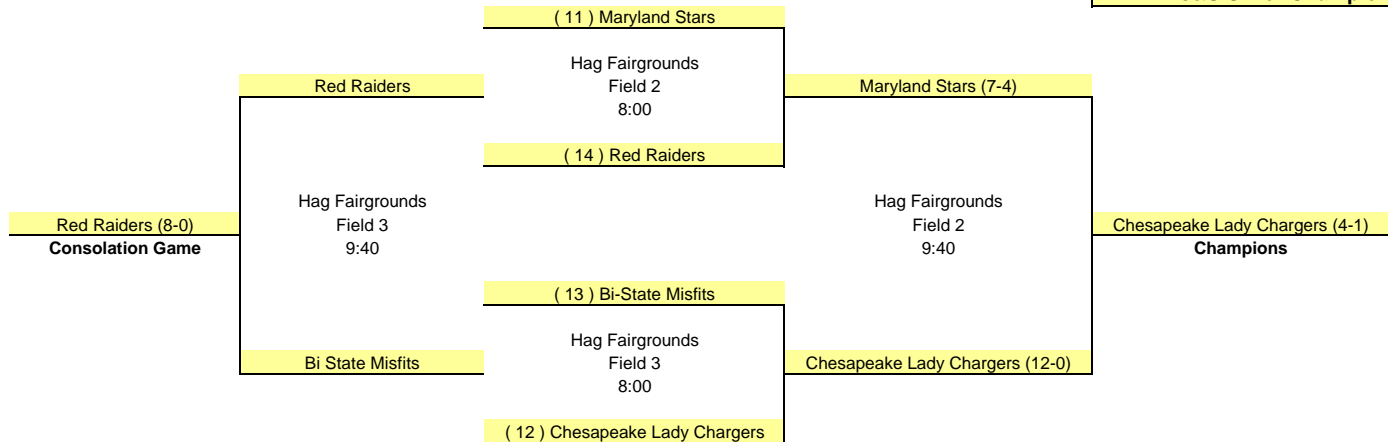 ( 11 ) Maryland Stars
Hag Fairgrounds
Field 2
8:00
Red Raiders
Maryland Stars (7-4)
( 14 ) Red Raiders
Hag Fairgrounds
Field 3
9:40
Hag Fairgrounds
Field 2
9:40
Red Raiders (8-0)
Consolation Game
Chesapeake Lady Chargers (4-1)
Champions
( 13 ) Bi-State Misfits
Hag Fairgrounds
Field 3
8:00
Bi State Misfits
Chesapeake Lady Chargers (12-0)
( 12 ) Chesapeake Lady Chargers